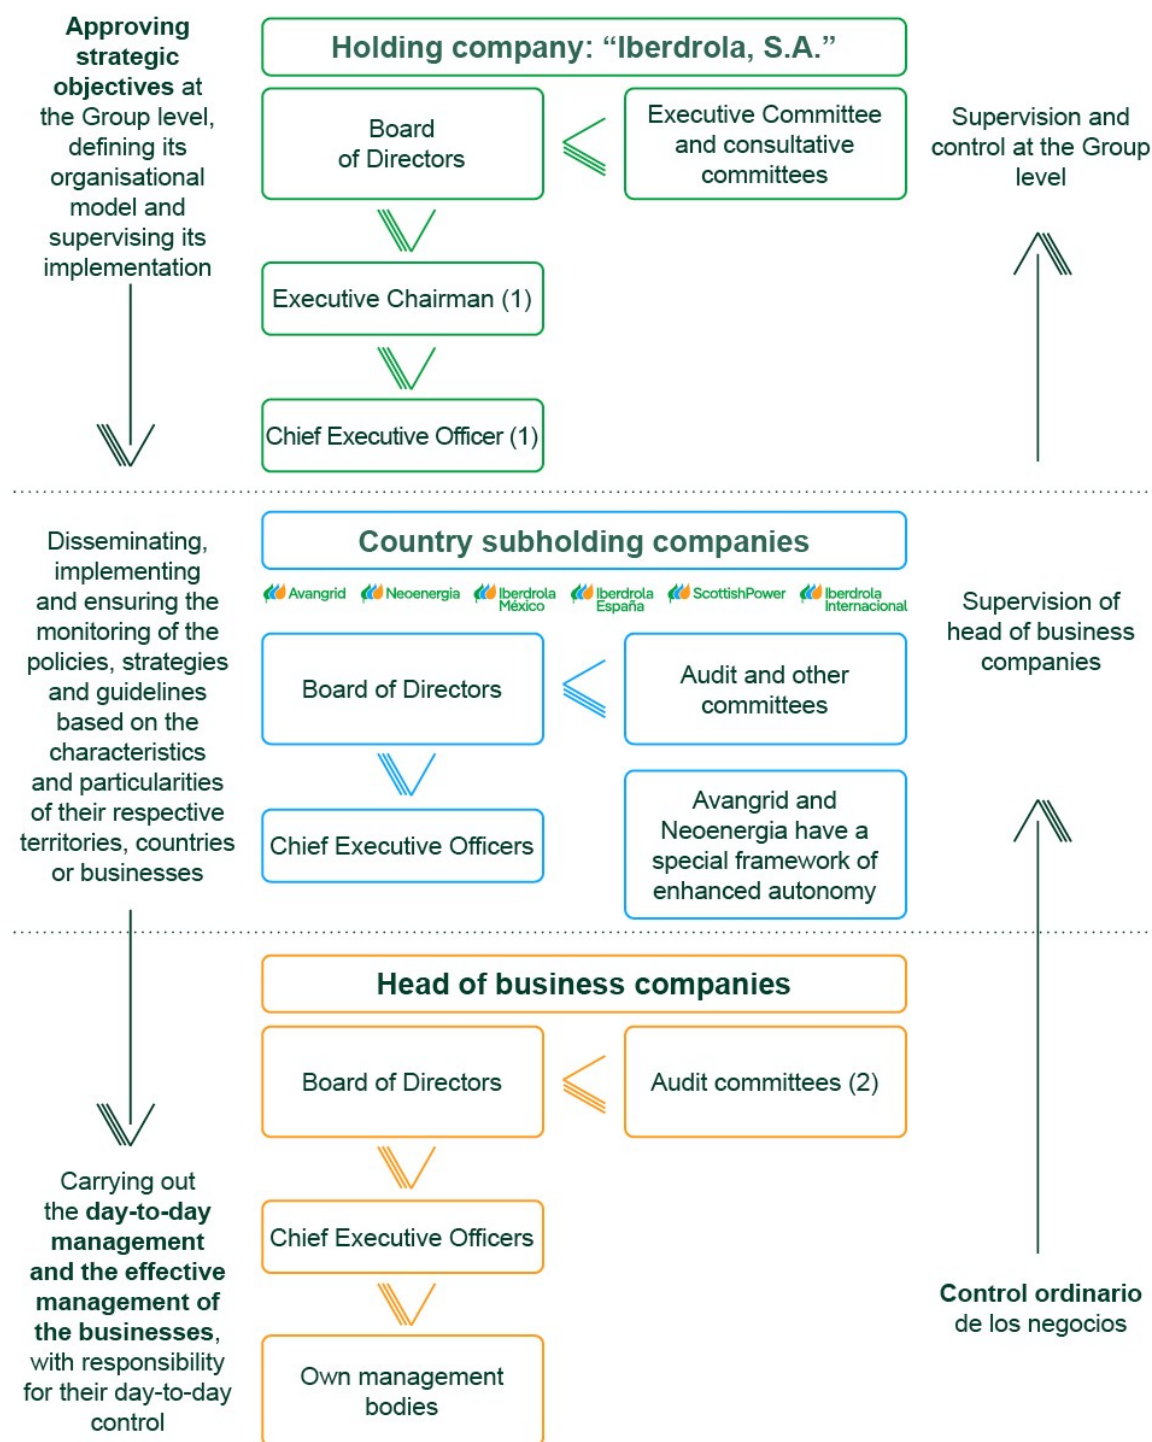 Approving
strategic
objectives at
the Group level,
defining its
organisational
model and
supervising its
implementation
Holding company: “Iberdrola, S.A.”
Board
of Directors
Executive Committee
and consultative
committees
Executive Chairman (1)
Chief Executive Officer (1)
Supervision and
control at the Group
level
Disseminating,
implementing
and ensuring the
monitoring of the
policies, strategies
and guidelines
based on the
characteristics
and particularities
of their respective
territories, countries
or businesses
Country subholding companies
Avangrid
Neoenergia
Iberdrola
México
Iberdrola
España
ScottishPower
Iberdrola
Internacional
Board of Directors
Audit and other
committees
Chief Executive Officers
Avangrid and
Neoenergia have a
special framework of
enhanced autonomy
Supervision of
head of business
companies
Carrying out
the day-to-day
management
and the effective
management of
the businesses,
with responsibility
for their day-to-day
control
Head of business companies
Board of Directors
Audit committees (2)
Chief Executive Officers
Own management
bodies
Control ordinario
de los negocios